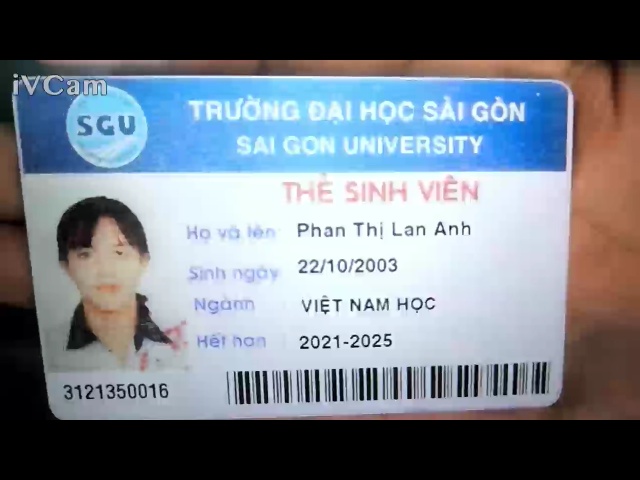 iVCam
SGU
TRƯỜNG ĐẠI HỌC SÀI GÒN
SAI GON UNIVERSITY
THẺ SINH VIÊN
Họ và tên Phan Thị Lan Anh
Sinh ngày 22/10/2003
Ngành VIỆT NAM HỌC
Hết hạn 2021-2025
3121350016